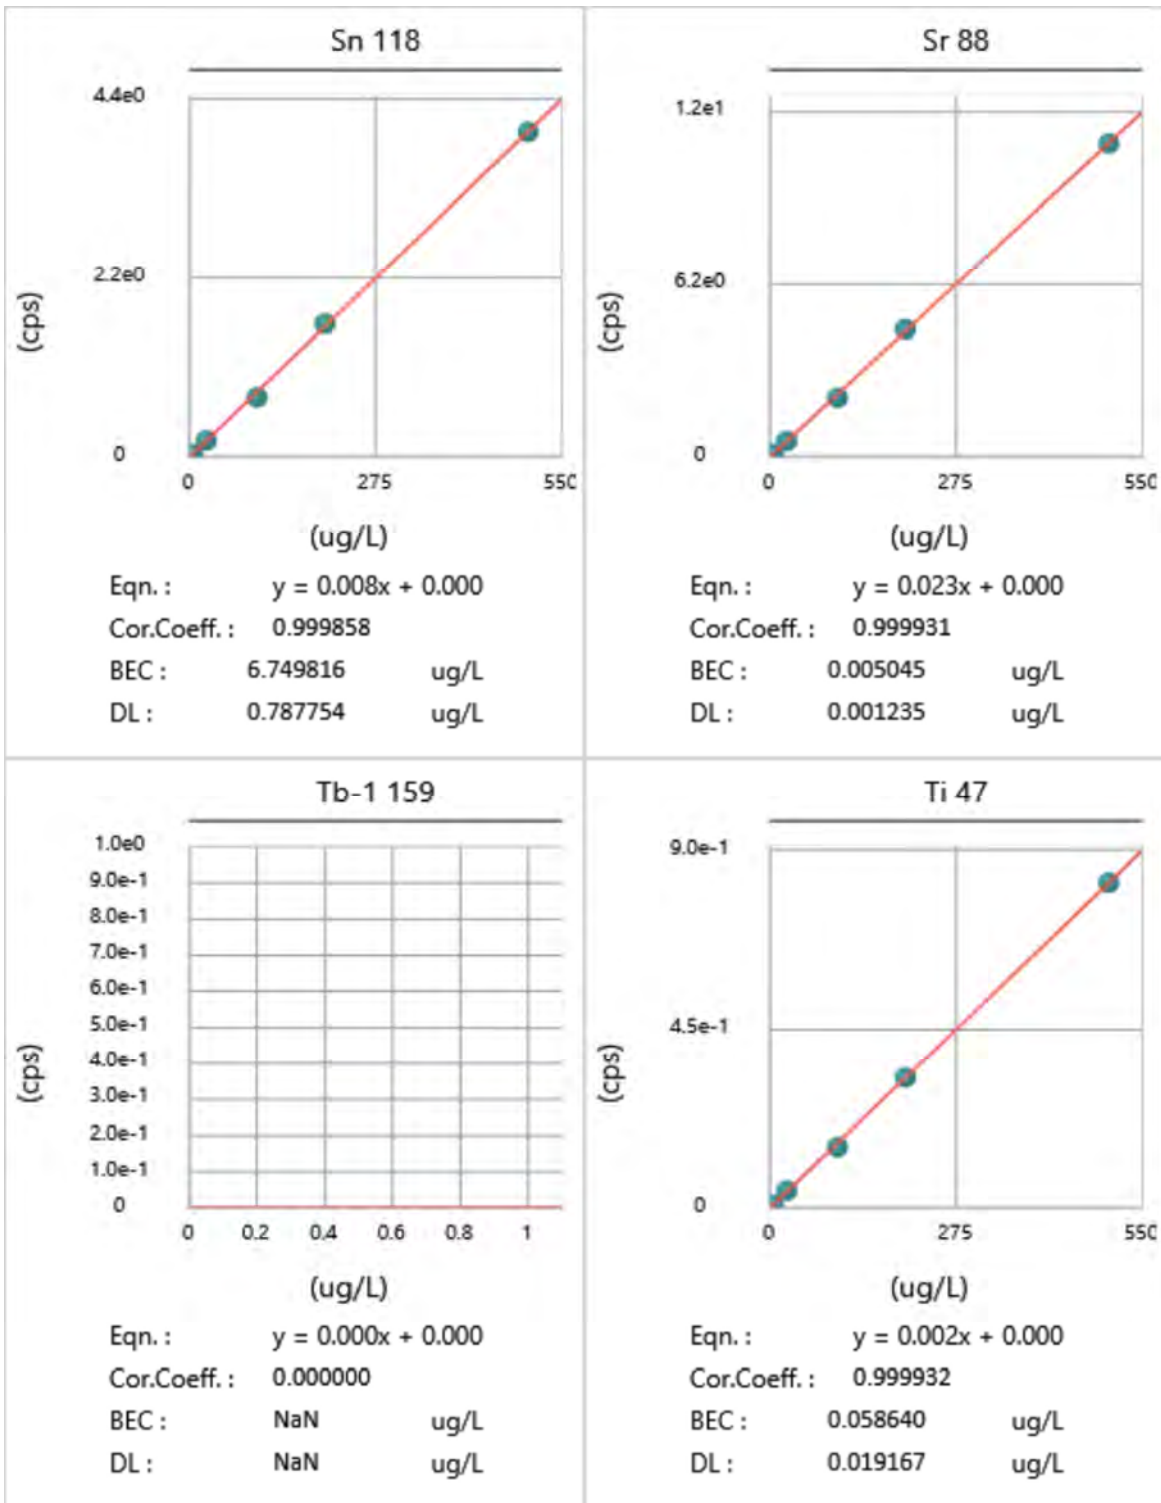 Sn 118
4.4e0
2.2e0
0
(cps)
0 275 550
(ug/L)
Eqn. : y = 0.008x + 0.000
Cor.Coeff. : 0.999858
BEC : 6.749816 ug/L
DL : 0.787754 ug/L
Sr 88
1.2e1
6.2e0
0
(cps)
0 275 550
(ug/L)
Eqn. : y = 0.023x + 0.000
Cor.Coeff. : 0.999931
BEC : 0.005045 ug/L
DL : 0.001235 ug/L
Tb-1 159
1.0e0
9.0e-1
8.0e-1
7.0e-1
6.0e-1
5.0e-1
4.0e-1
3.0e-1
2.0e-1
1.0e-1
0
(cps)
0 0.2 0.4 0.6 0.8 1
(ug/L)
Eqn. : y = 0.000x + 0.000
Cor.Coeff. : 0.000000
BEC : NaN ug/L
DL : NaN ug/L
Ti 47
9.0e-1
4.5e-1
0
(cps)
0 275 550
(ug/L)
Eqn. : y = 0.002x + 0.000
Cor.Coeff. : 0.999932
BEC : 0.058640 ug/L
DL : 0.019167 ug/L